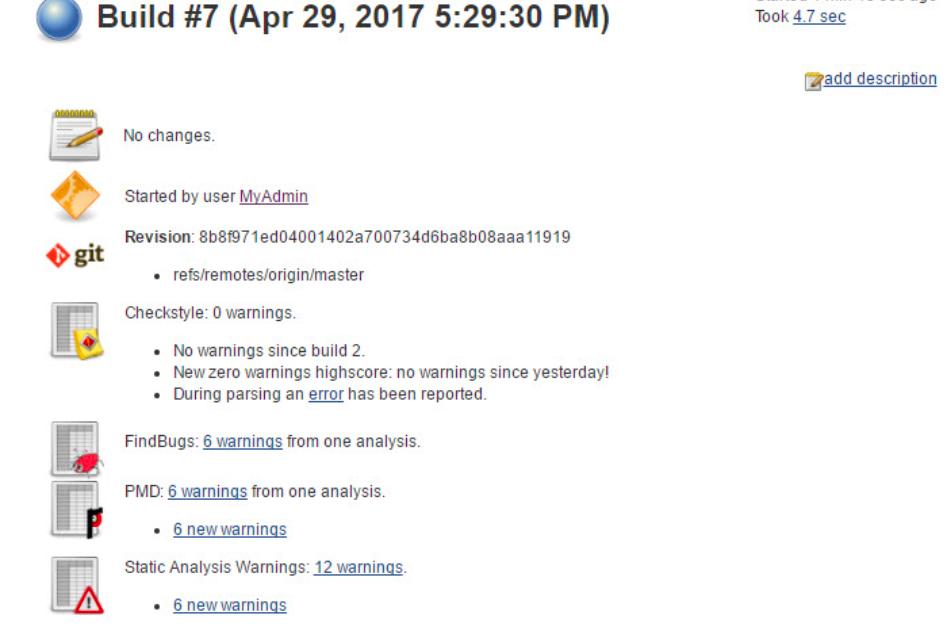 Build #7 (Apr 29, 2017 5:29:30 PM)
Took 4.7 sec
add description
No changes.
Started by user MyAdmin
git
Revision: 8b8f971ed04001402a700734d6ba8b08aaa11919
refs/remotes/origin/master
Checkstyle: 0 warnings.
No warnings since build 2.
New zero warnings highscore: no warnings since yesterday!
During parsing an error has been reported.
FindBugs: 6 warnings from one analysis.
PMD: 6 warnings from one analysis.
6 new warnings
Static Analysis Warnings: 12 warnings.
6 new warnings